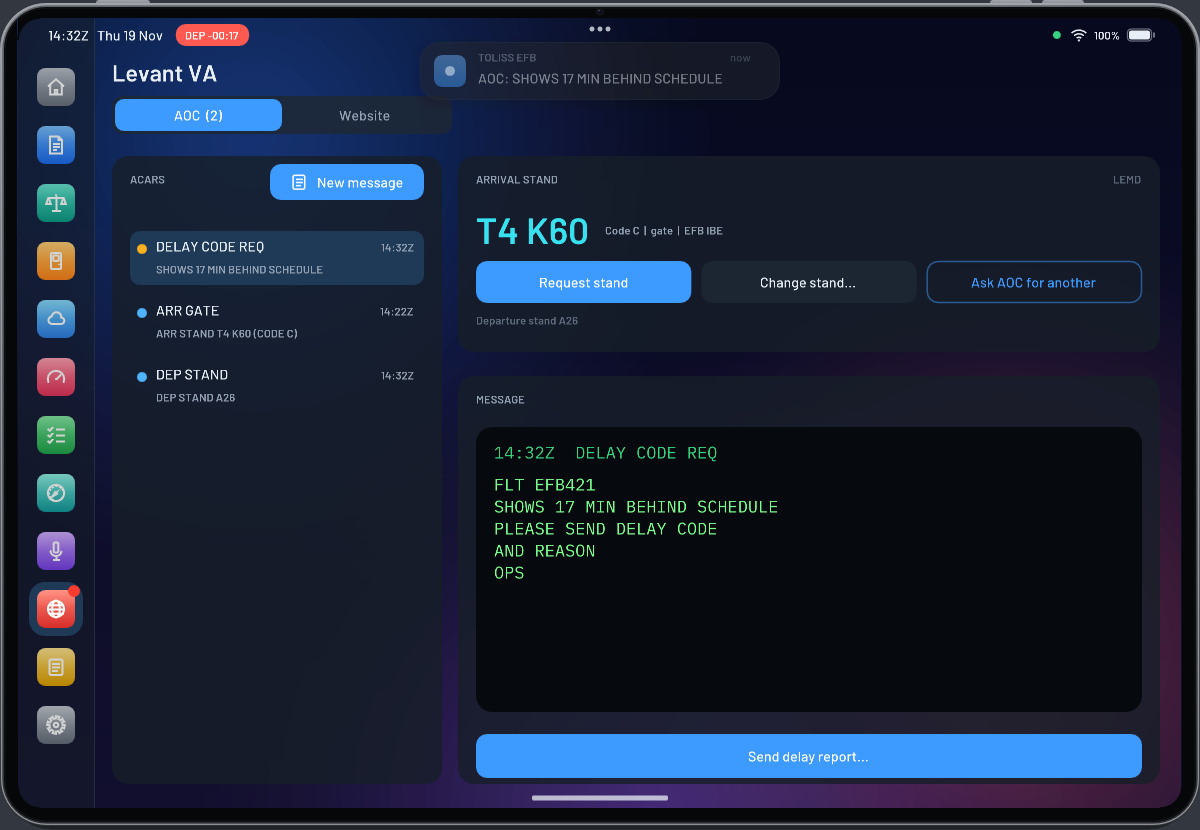 14:32Z Thu 19 Nov DEP -00:17
100%
TOLISS EFB now
AOC: SHOWS 17 MIN BEHIND SCHEDULE
Levant VA
AOC (2) Website
ACARS
New message
DELAY CODE REQ 14:32Z
SHOWS 17 MIN BEHIND SCHEDULE
ARR GATE 14:22Z
ARR STAND T4 K60 (CODE C)
DEP STAND 14:32Z
DEP STAND A26
ARRIVAL STAND LEMD
T4 K60 Code C | gate | EFB IBE
Request stand Change stand... Ask AOC for another
Departure stand A26
MESSAGE
14:32Z DELAY CODE REQ
FLT EFB421
SHOWS 17 MIN BEHIND SCHEDULE
PLEASE SEND DELAY CODE
AND REASON
OPS
Send delay report...